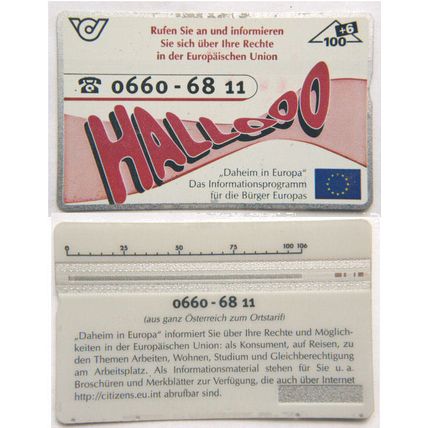 Rufen Sie an und informieren
Sie sich über Ihre Rechte
in der Europäischen Union
100 +6
☎ 0660 - 68 11
HALLOOO
„Daheim in Europa“
Das Informationsprogramm
für die Bürger Europas
0 25 50 75 100 106
0660 - 68 11
(aus ganz Österreich zum Ortstarif)
„Daheim in Europa“ informiert Sie über Ihre Rechte und Möglich-
keiten in der Europäischen Union: als Konsument, auf Reisen, zu
den Themen Arbeiten, Wohnen, Studium und Gleichberechtigung
am Arbeitsplatz. Als Informationsmaterial stehen für Sie u. a.
Broschüren und Merkblätter zur Verfügung, die auch über Internet
http://citizens.eu.int abrufbar sind.